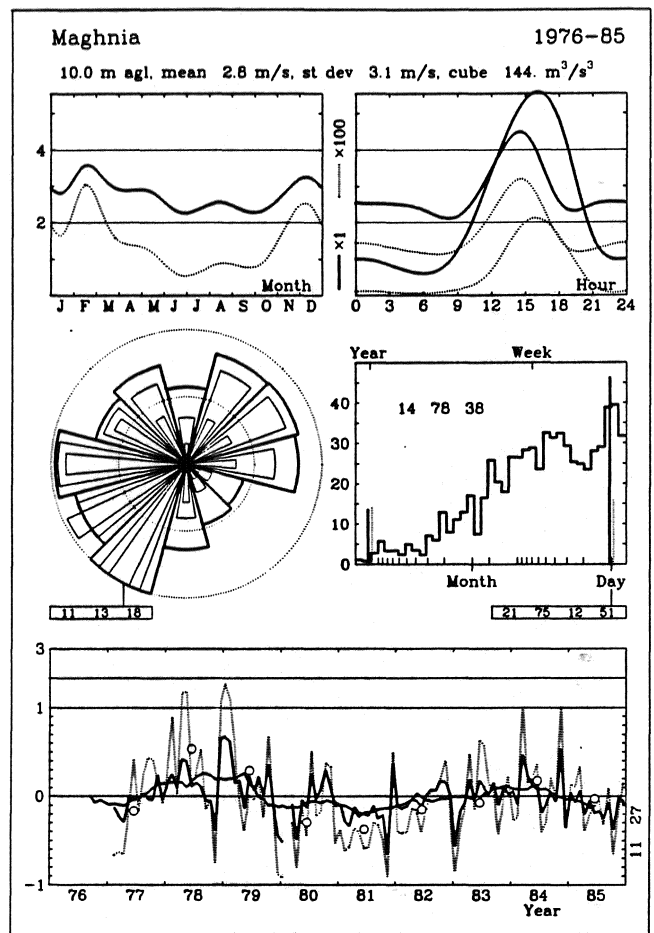 Maghnia 1976-85
10.0 m agl, mean 2.8 m/s, st dev 3.1 m/s, cube 144. m³/s³
4
2
Month
J F M A M J J A S O N D
×1 ×100
Hour
0 3 6 9 12 15 18 21 24
Year Week
14 78 38
40
30
20
10
0
Month Day
11 13 18
21 75 12 51
3
1
0
-1
76 77 78 79 80 81 82 83 84 85
Year
11 27